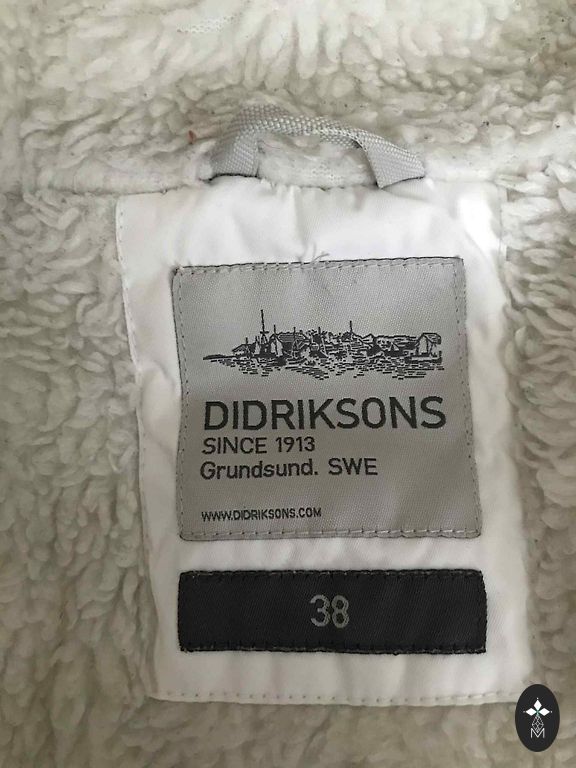 DIDRIKSONS
SINCE 1913
Grundsund. SWE
WWW.DIDRIKSONS.COM
38
M